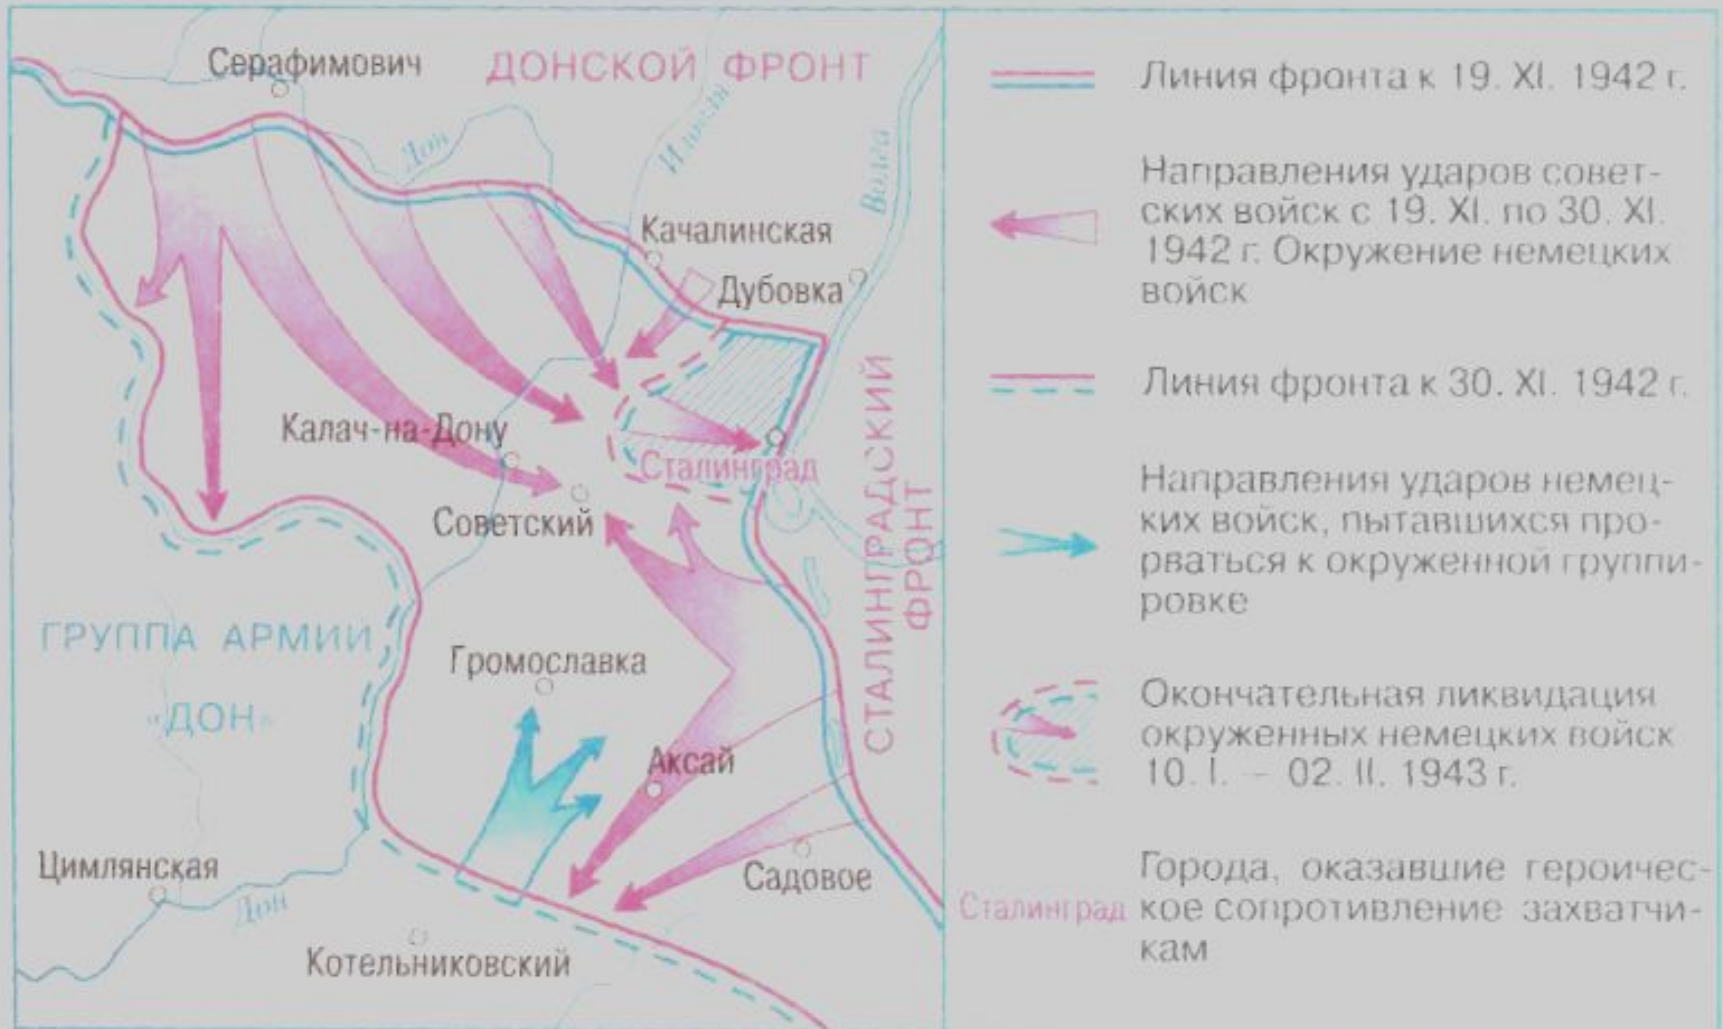 Серафимович
ДОНСКОЙ ФРОНТ
Дон
Иловля
Волга
Качалинская
Дубовка
Калач-на-Дону
Сталинград
Советский
СТАЛИНГРАДСКИЙ
ФРОНТ
ГРУППА АРМИИ
«ДОН»
Громославка
Аксай
Цимлянская
Дон
Садовое
Котельниковский
Линия фронта к 19. XI. 1942 г.
Направления ударов совет-
ских войск с 19. XI. по 30. XI.
1942 г. Окружение немецких
войск
Линия фронта к 30. XI. 1942 г.
Направления ударов немец-
ких войск, пытавшихся про-
рваться к окруженной группи-
ровке
Окончательная ликвидация
окруженных немецких войск
10. I. – 02. II. 1943 г.
Сталинград
Города, оказавшие героичес-
кое сопротивление захватчи-
кам